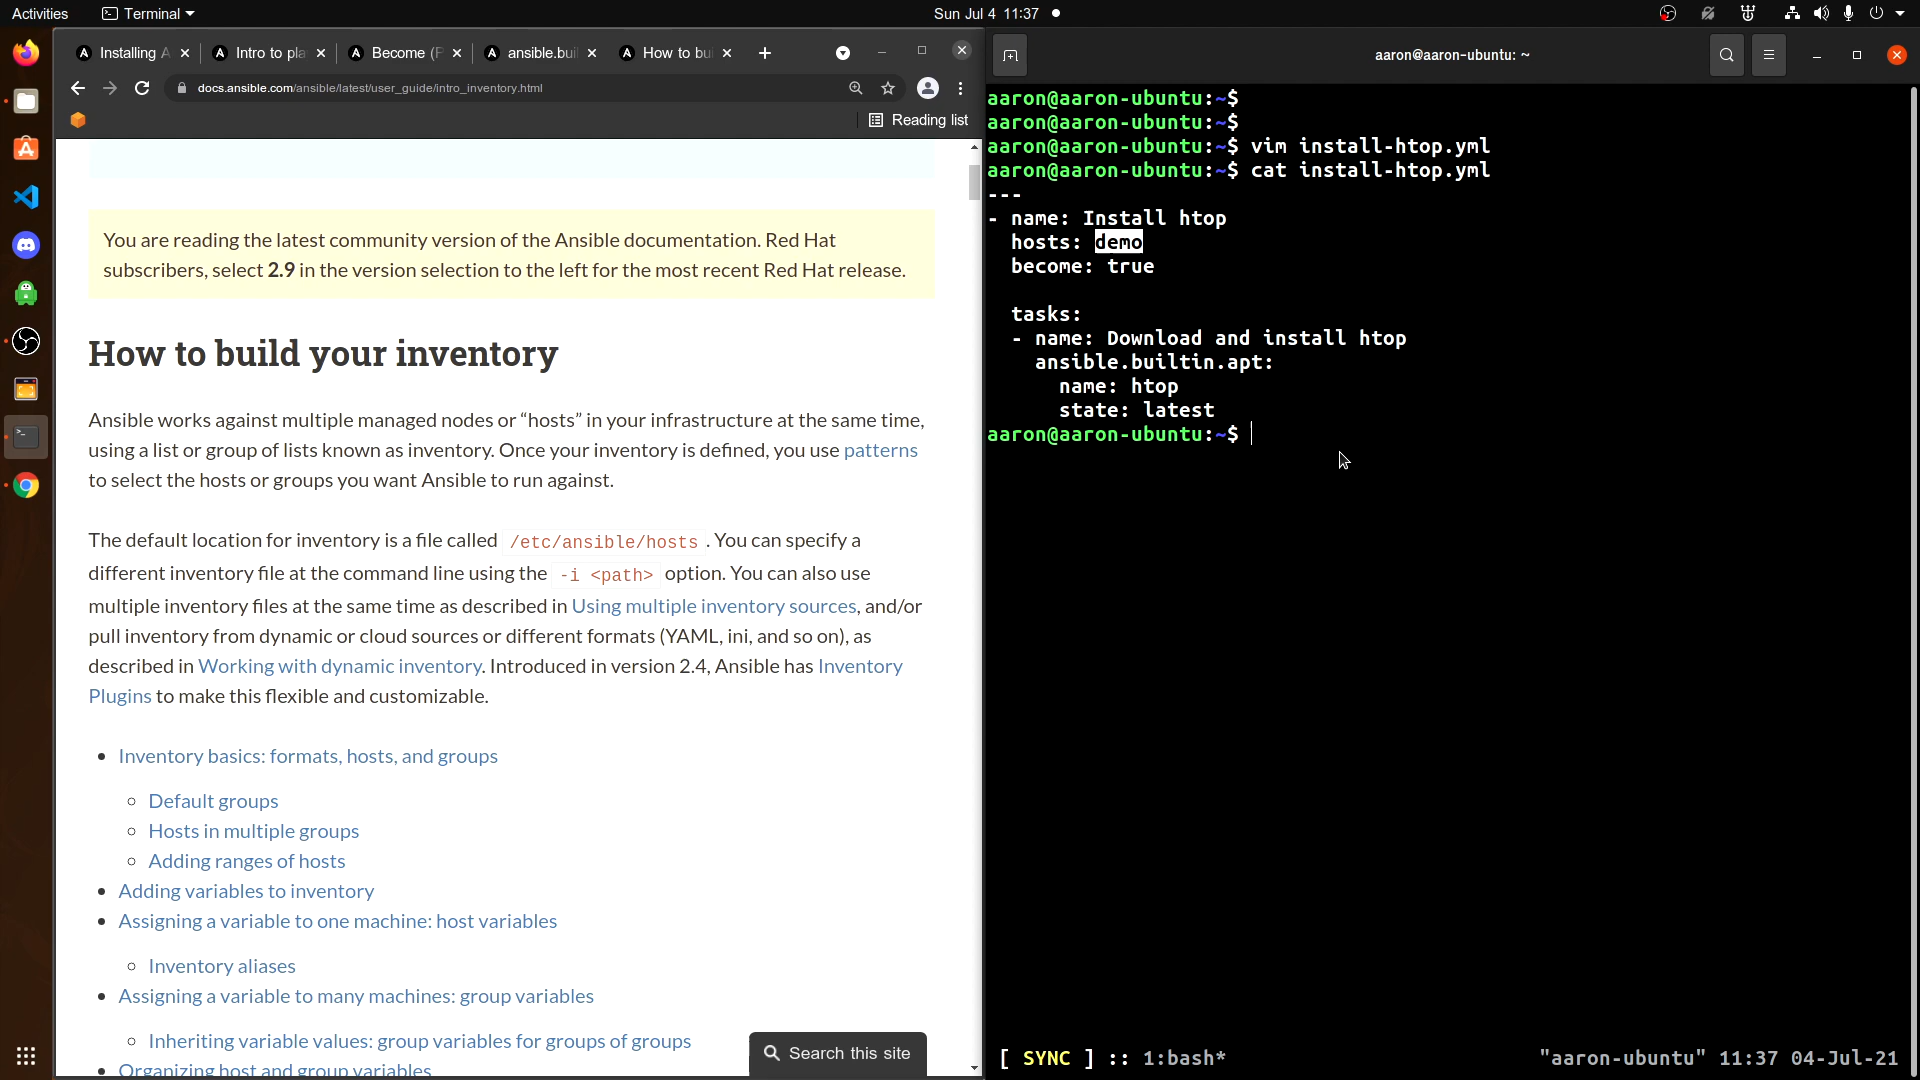 Activities
Terminal
Sun Jul 4 11:37
Installing A
Intro to pla
Become (P
ansible.buil
How to bu
docs.ansible.com/ansible/latest/user_guide/intro_inventory.html
Reading list
You are reading the latest community version of the Ansible documentation. Red Hat
subscribers, select 2.9 in the version selection to the left for the most recent Red Hat release.
How to build your inventory
Ansible works against multiple managed nodes or “hosts” in your infrastructure at the same time,
using a list or group of lists known as inventory. Once your inventory is defined, you use patterns
to select the hosts or groups you want Ansible to run against.
The default location for inventory is a file called /etc/ansible/hosts . You can specify a
different inventory file at the command line using the -i <path> option. You can also use
multiple inventory files at the same time as described in Using multiple inventory sources, and/or
pull inventory from dynamic or cloud sources or different formats (YAML, ini, and so on), as
described in Working with dynamic inventory. Introduced in version 2.4, Ansible has Inventory
Plugins to make this flexible and customizable.
Inventory basics: formats, hosts, and groups
Default groups
Hosts in multiple groups
Adding ranges of hosts
Adding variables to inventory
Assigning a variable to one machine: host variables
Inventory aliases
Assigning a variable to many machines: group variables
Inheriting variable values: group variables for groups of groups
Organizing host and group variables
Search this site
aaron@aaron-ubuntu: ~
aaron@aaron-ubuntu:~$
aaron@aaron-ubuntu:~$
aaron@aaron-ubuntu:~$ vim install-htop.yml
aaron@aaron-ubuntu:~$ cat install-htop.yml
---
- name: Install htop
  hosts: demo
  become: true
  tasks:
  - name: Download and install htop
    ansible.builtin.apt:
      name: htop
      state: latest
aaron@aaron-ubuntu:~$
[ SYNC ] :: 1:bash*
"aaron-ubuntu" 11:37 04-Jul-21